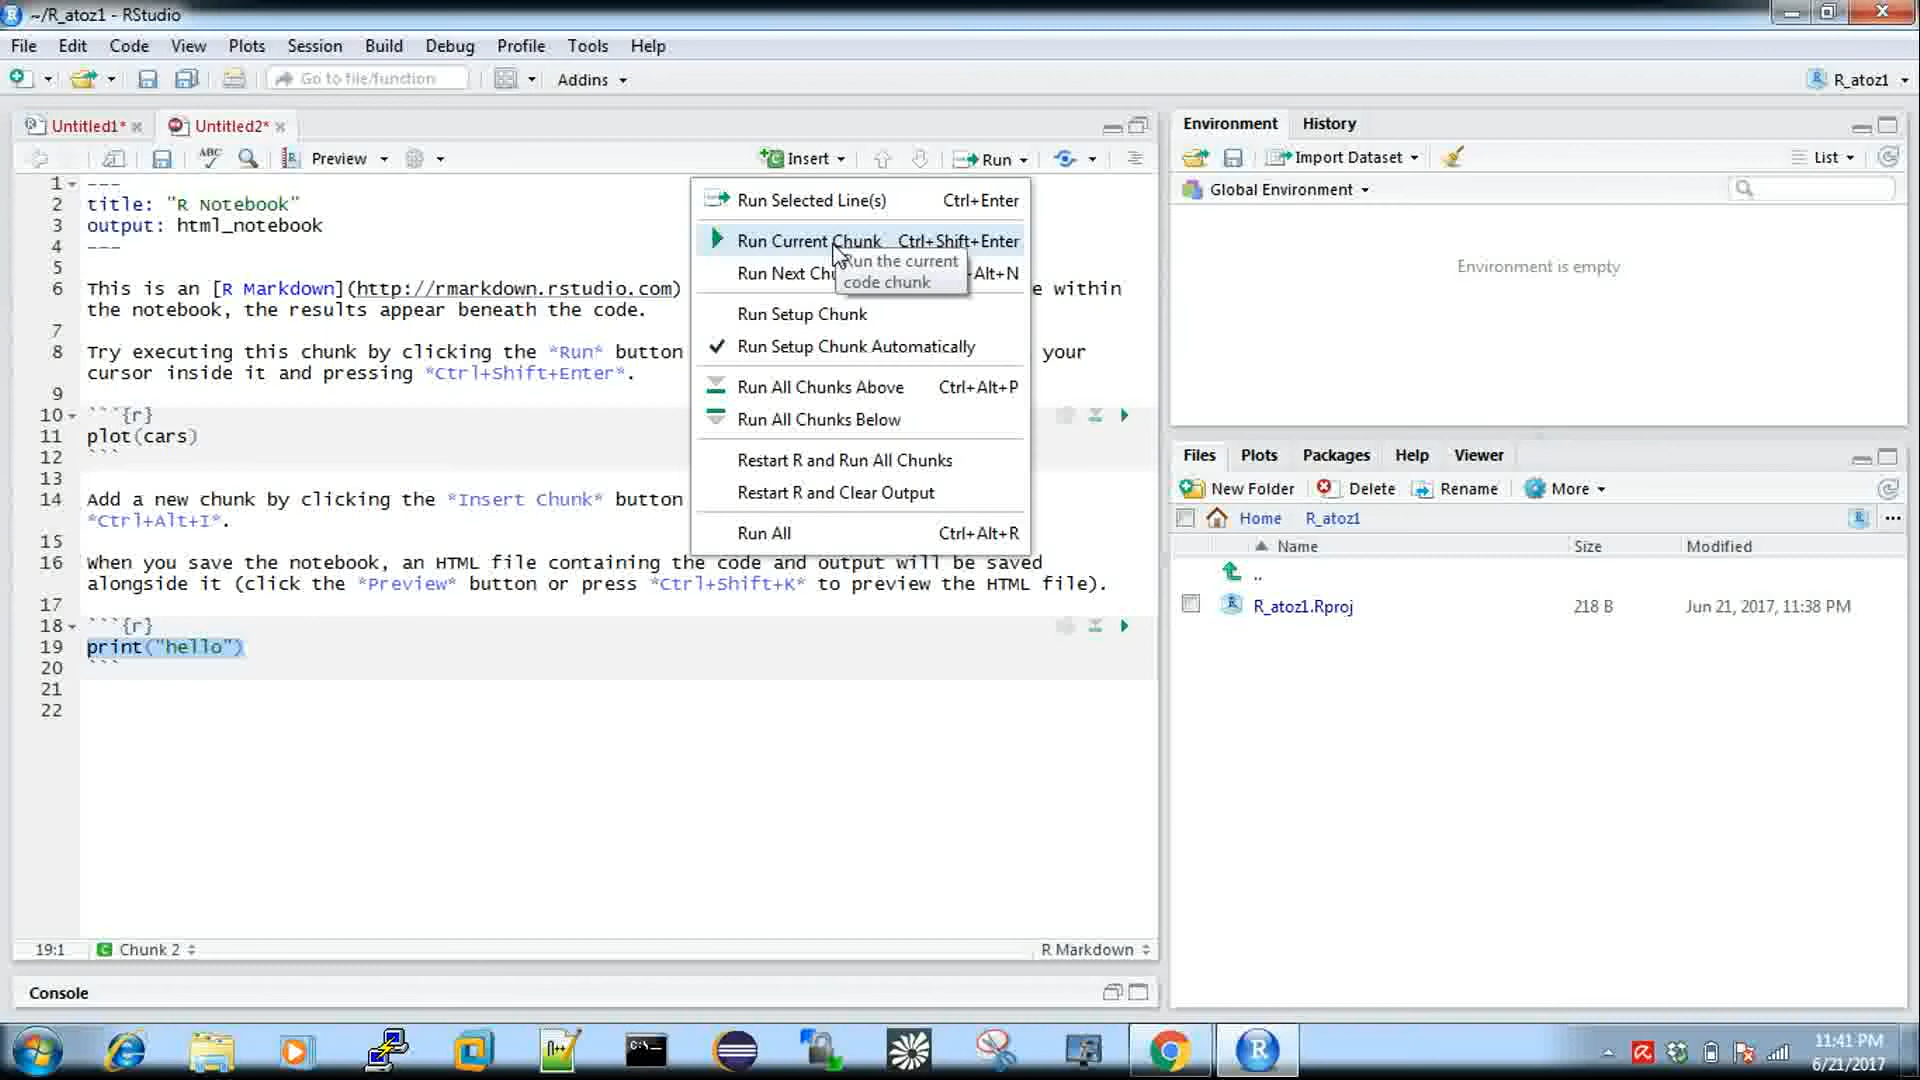 ~/R_atoz1 - RStudio
File Edit Code View Plots Session Build Debug Profile Tools Help
Go to file/function Addins R_atoz1
Untitled1* Untitled2*
ABC Preview Insert Run
1 ---
2 title: "R Notebook"
3 output: html_notebook
4 ---
5
6 This is an [R Markdown](http://rmarkdown.rstudio.com) e within
the notebook, the results appear beneath the code.
7
8 Try executing this chunk by clicking the *Run* button your
cursor inside it and pressing *Ctrl+Shift+Enter*.
9
10 ```{r}
11 plot(cars)
12 ```
13
14 Add a new chunk by clicking the *Insert Chunk* button
*Ctrl+Alt+I*.
15
16 When you save the notebook, an HTML file containing the code and output will be saved
alongside it (click the *Preview* button or press *Ctrl+Shift+K* to preview the HTML file).
17
18 ```{r}
19 print("hello")
20 ```
21
22
Run Selected Line(s) Ctrl+Enter
Run Current Chunk Ctrl+Shift+Enter
Run Next Chu -Alt+N
Run the current
code chunk
Run Setup Chunk
Run Setup Chunk Automatically
Run All Chunks Above Ctrl+Alt+P
Run All Chunks Below
Restart R and Run All Chunks
Restart R and Clear Output
Run All Ctrl+Alt+R
19:1 Chunk 2 R Markdown
Console
Environment History
Import Dataset List
Global Environment
Environment is empty
Files Plots Packages Help Viewer
New Folder Delete Rename More
Home R_atoz1
Name Size Modified
..
R_atoz1.Rproj 218 B Jun 21, 2017, 11:38 PM
11:41 PM
6/21/2017